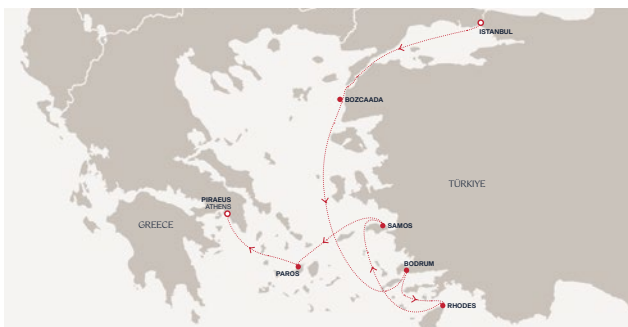 ISTANBUL
BOZCAADA
TÜRKIYE
PIRAEUS
ATHENS
GREECE
SAMOS
PAROS
BODRUM
RHODES